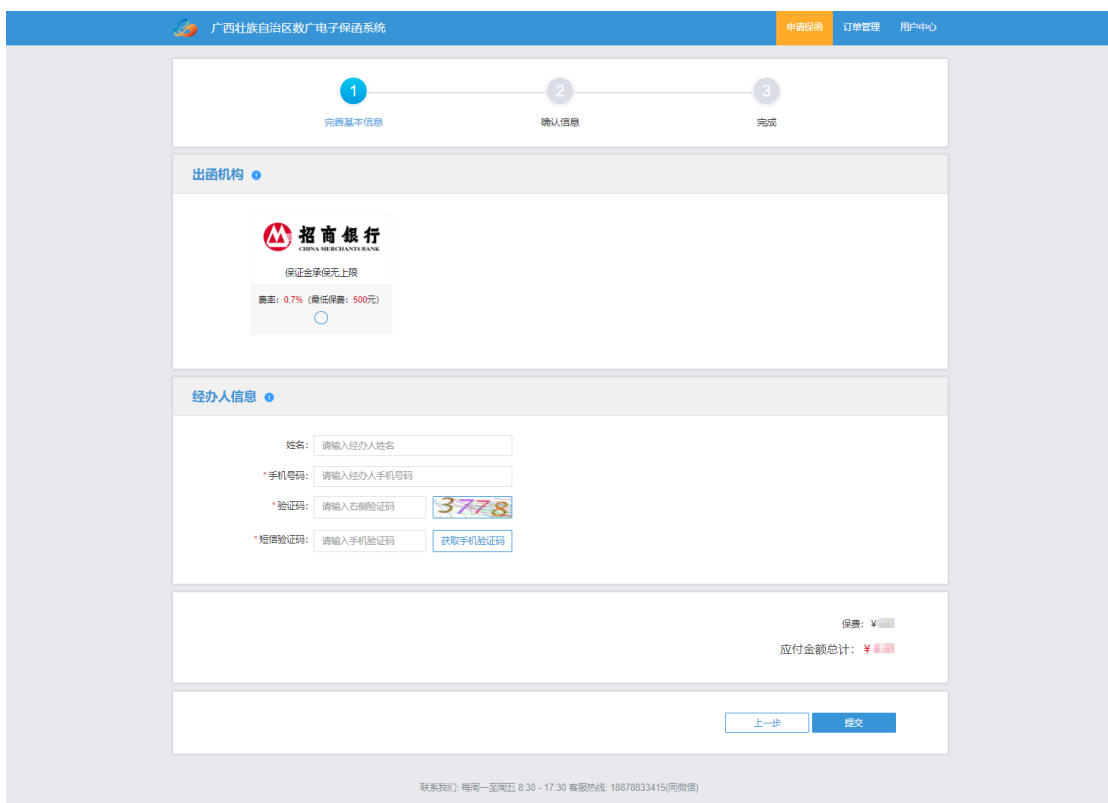 广西壮族自治区数广电子保函系统 申请保函 订单管理 用户中心
1 2 3
完善基本信息 确认信息 完成
出函机构
招商银行
CHINA MERCHANTS BANK
保证金承保无上限
费率: 0.7% (最低保费: 500元)
经办人信息
姓名: 请输入经办人姓名
*手机号码: 请输入经办人手机号码
*验证码: 请输入右侧验证码 3778
*短信验证码: 请输入手机验证码 获取手机验证码
保费: ¥
应付金额总计: ¥
上一步 提交
联系我们: 每周一至周五 8:30 - 17:30 客服热线: 18878833415(同微信)